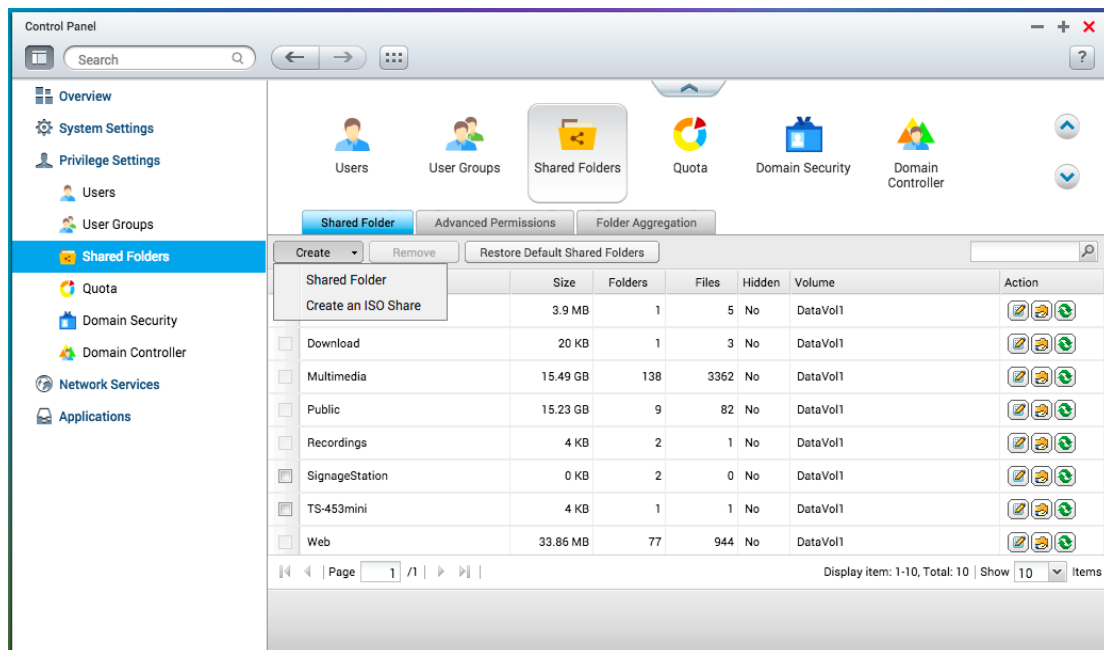 Control Panel
Search
?
Overview
System Settings
Privilege Settings
Users
User Groups
Shared Folders
Quota
Domain Security
Domain Controller
Network Services
Applications
Users
User Groups
Shared Folders
Quota
Domain Security
Domain
Controller
Shared Folder Advanced Permissions Folder Aggregation
Create Remove Restore Default Shared Folders
Shared Folder
Create an ISO Share
Size Folders Files Hidden Volume Action
3.9 MB 1 5 No DataVol1
Download 20 KB 1 3 No DataVol1
Multimedia 15.49 GB 138 3362 No DataVol1
Public 15.23 GB 9 82 No DataVol1
Recordings 4 KB 2 1 No DataVol1
SignageStation 0 KB 2 0 No DataVol1
TS-453mini 4 KB 1 1 No DataVol1
Web 33.86 MB 77 944 No DataVol1
Page 1 /1 Display item: 1-10, Total: 10 Show 10 Items